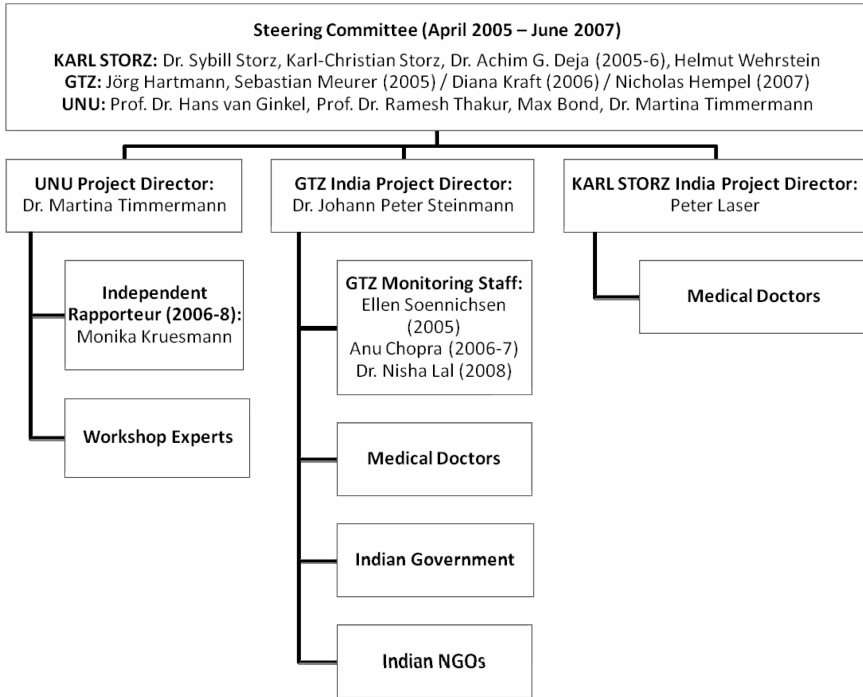 Steering Committee (April 2005 – June 2007)
KARL STORZ: Dr. Sybill Storz, Karl-Christian Storz, Dr. Achim G. Deja (2005-6), Helmut Wehrstein
GTZ: Jörg Hartmann, Sebastian Meurer (2005) / Diana Kraft (2006) / Nicholas Hempel (2007)
UNU: Prof. Dr. Hans van Ginkel, Prof. Dr. Ramesh Thakur, Max Bond, Dr. Martina Timmermann
UNU Project Director:
Dr. Martina Timmermann
GTZ India Project Director:
Dr. Johann Peter Steinmann
KARL STORZ India Project Director:
Peter Laser
Independent
Rapporteur (2006-8):
Monika Kruesmann
Workshop Experts
GTZ Monitoring Staff:
Ellen Soennichsen
(2005)
Anu Chopra (2006-7)
Dr. Nisha Lal (2008)
Medical Doctors
Indian Government
Indian NGOs
Medical Doctors